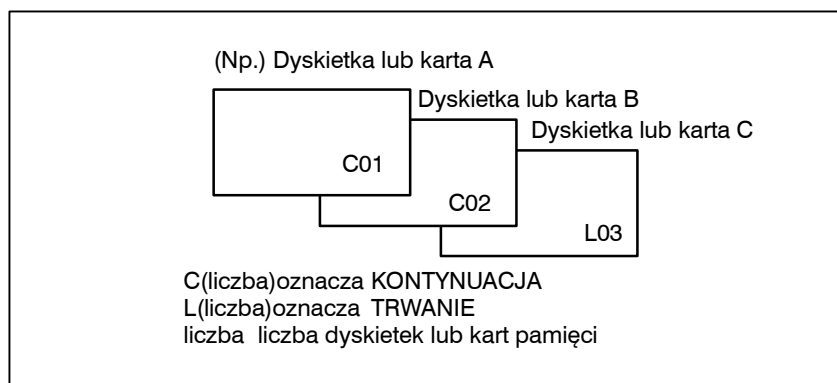 (Np.) Dyskietka lub karta A
Dyskietka lub karta B
Dyskietka lub karta C
C01
C02
L03
C(liczba)oznacza KONTYNUACJA
L(liczba)oznacza TRWANIE
liczba liczba dyskietek lub kart pamięci